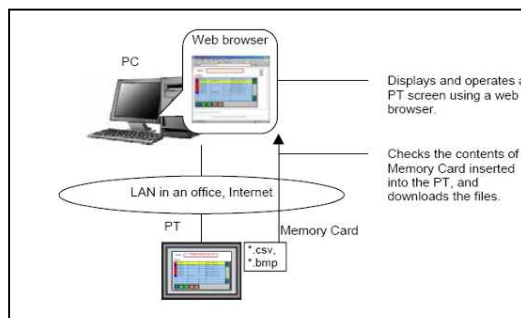 Web browser
PC
Displays and operates a
PT screen using a web
browser.
Checks the contents of
Memory Card inserted
into the PT, and
downloads the files.
LAN in an office, Internet
PT
Memory Card
*.csv,
*.bmp